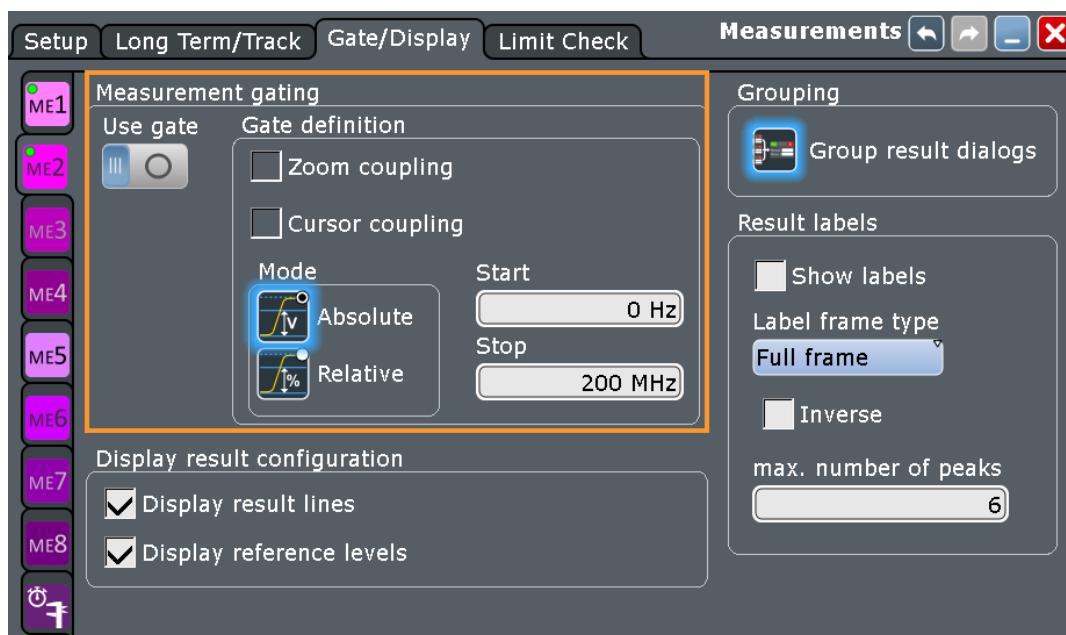 Setup Long Term/Track Gate/Display Limit Check Measurements
ME1
ME2
ME3
ME4
ME5
ME6
ME7
ME8
Measurement gating
Use gate
Gate definition
Zoom coupling
Cursor coupling
Mode
V Absolute
% Relative
Start
0 Hz
Stop
200 MHz
Display result configuration
Display result lines
Display reference levels
Grouping
Group result dialogs
Result labels
Show labels
Label frame type
Full frame
Inverse
max. number of peaks
6